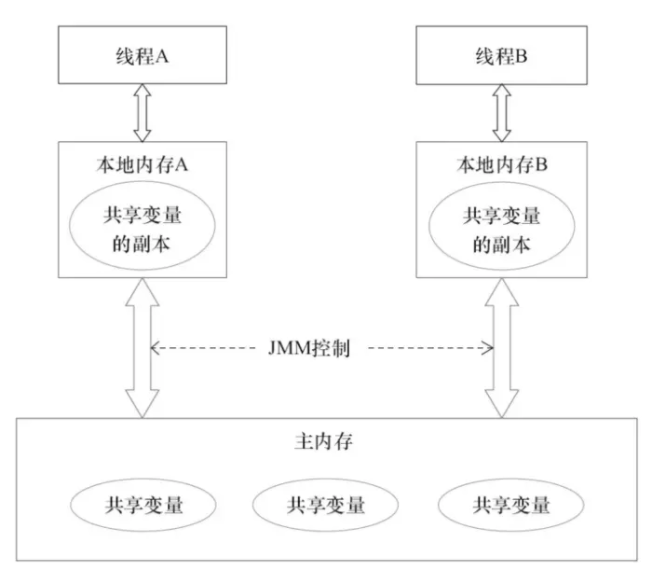 线程A
线程B
本地内存A
本地内存B
共享变量
的副本
共享变量
的副本
JMM控制
主内存
共享变量
共享变量
共享变量